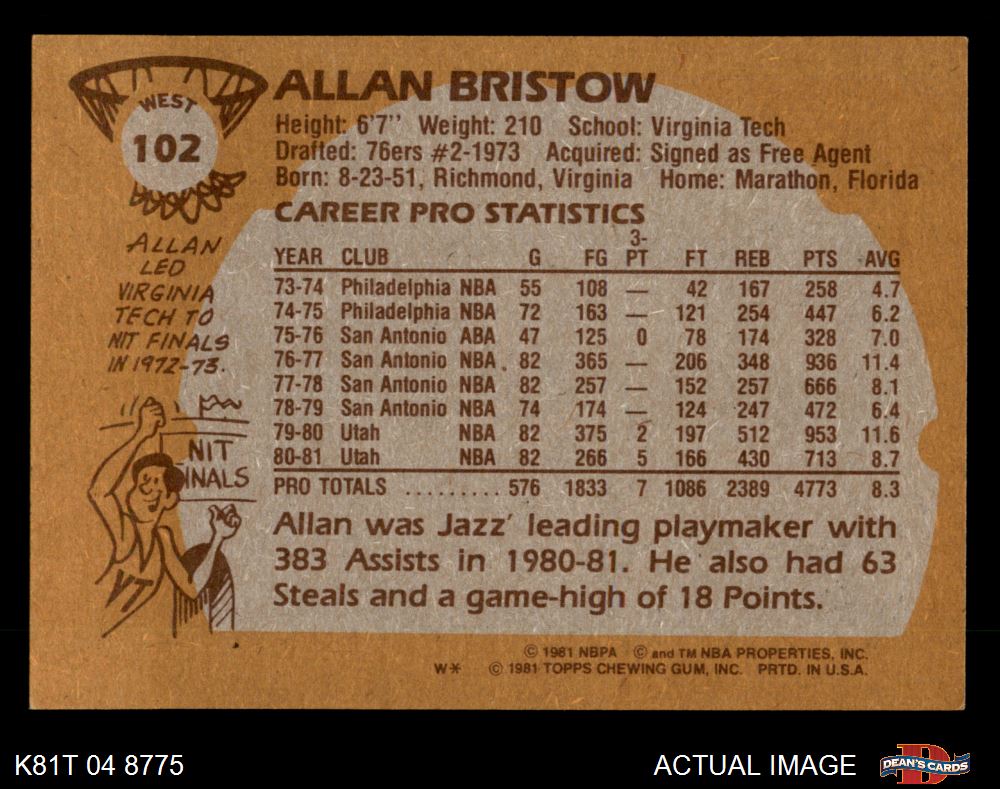 WEST
102
ALLAN BRISTOW
Height: 6'7" Weight: 210 School: Virginia Tech
Drafted: 76ers #2-1973 Acquired: Signed as Free Agent
Born: 8-23-51, Richmond, Virginia Home: Marathon, Florida
CAREER PRO STATISTICS
YEAR CLUB G FG 3-PT FT REB PTS AVG
73-74 Philadelphia NBA 55 108 — 42 167 258 4.7
74-75 Philadelphia NBA 72 163 — 121 254 447 6.2
75-76 San Antonio ABA 47 125 0 78 174 328 7.0
76-77 San Antonio NBA 82 365 — 206 348 936 11.4
77-78 San Antonio NBA 82 257 — 152 257 666 8.1
78-79 San Antonio NBA 74 174 — 124 247 472 6.4
79-80 Utah NBA 82 375 2 197 512 953 11.6
80-81 Utah NBA 82 266 5 166 430 713 8.7
PRO TOTALS ......... 576 1833 7 1086 2389 4773 8.3
Allan was Jazz' leading playmaker with
383 Assists in 1980-81. He also had 63
Steals and a game-high of 18 Points.
ALLAN
LED
VIRGINIA
TECH TO
NIT FINALS
IN 1972-73.
NIT
INALS
VT
© 1981 NBPA © and TM NBA PROPERTIES, INC.
W* © 1981 TOPPS CHEWING GUM, INC. PRTD. IN U.S.A.
K81T 04 8775
ACTUAL IMAGE
D
DEAN'S CARDS